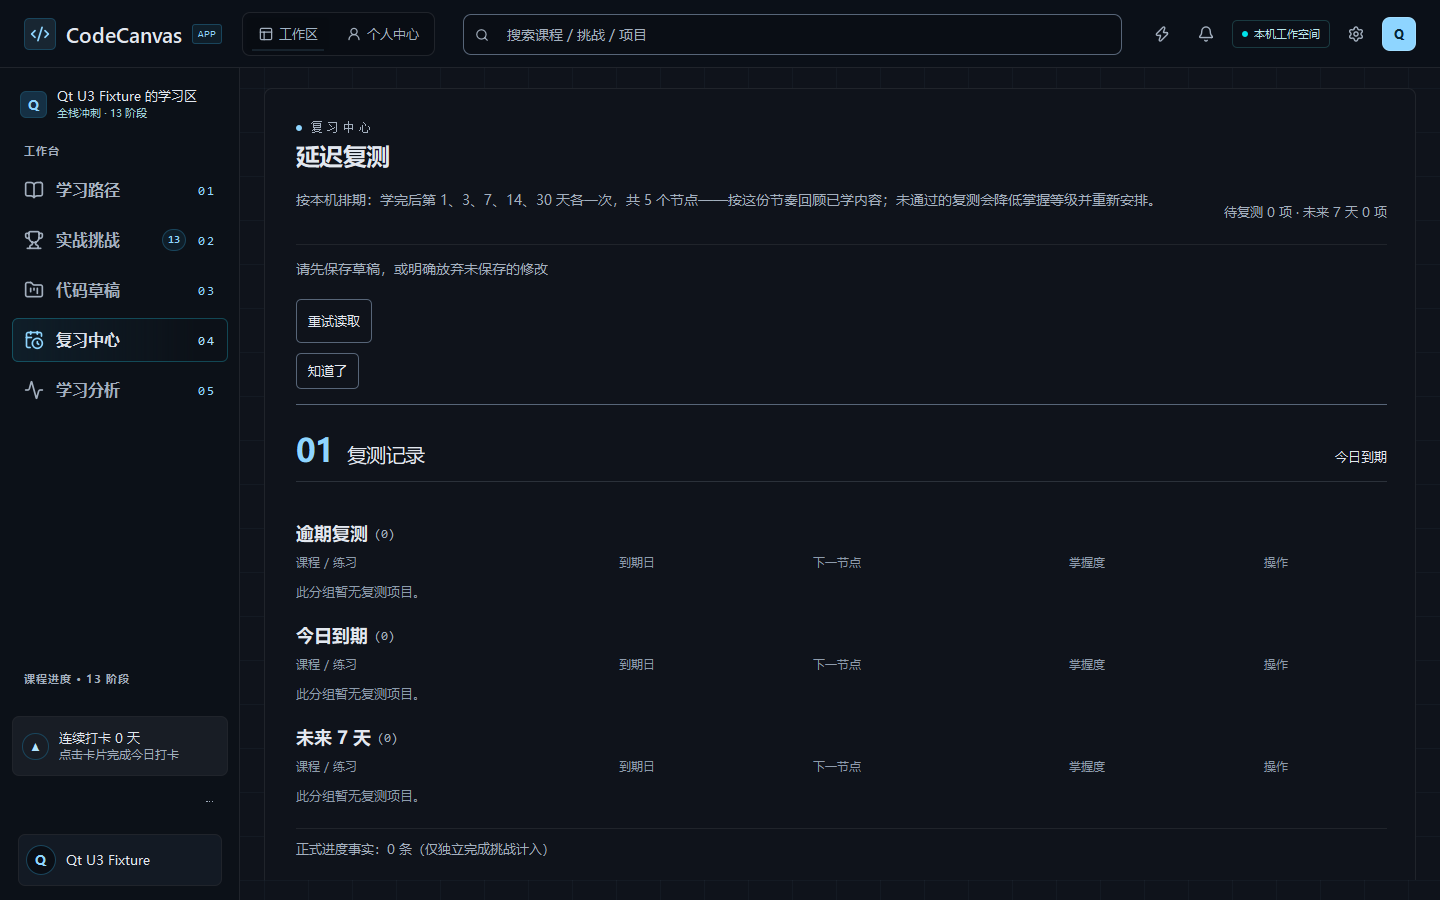 CodeCanvas APP
工作区
个人中心
搜索课程 / 挑战 / 项目
本机工作空间
Q
Q
Qt U3 Fixture 的学习区
全栈冲刺 · 13 阶段
工作台
学习路径 01
实战挑战 13 02
代码草稿 03
复习中心 04
学习分析 05
课程进度 • 13 阶段
连续打卡 0 天
点击卡片完成今日打卡
...
Q Qt U3 Fixture
复习中心
延迟复测
按本机排期：学完后第 1、3、7、14、30 天各一次，共 5 个节点——按这份节奏回顾已学内容；未通过的复测会降低掌握等级并重新安排。
待复测 0 项 · 未来 7 天 0 项
请先保存草稿，或明确放弃未保存的修改
重试读取
知道了
01 复测记录
今日到期
逾期复测 (0)
课程 / 练习 到期日 下一节点 掌握度 操作
此分组暂无复测项目。
今日到期 (0)
课程 / 练习 到期日 下一节点 掌握度 操作
此分组暂无复测项目。
未来 7 天 (0)
课程 / 练习 到期日 下一节点 掌握度 操作
此分组暂无复测项目。
正式进度事实：0 条（仅独立完成挑战计入）